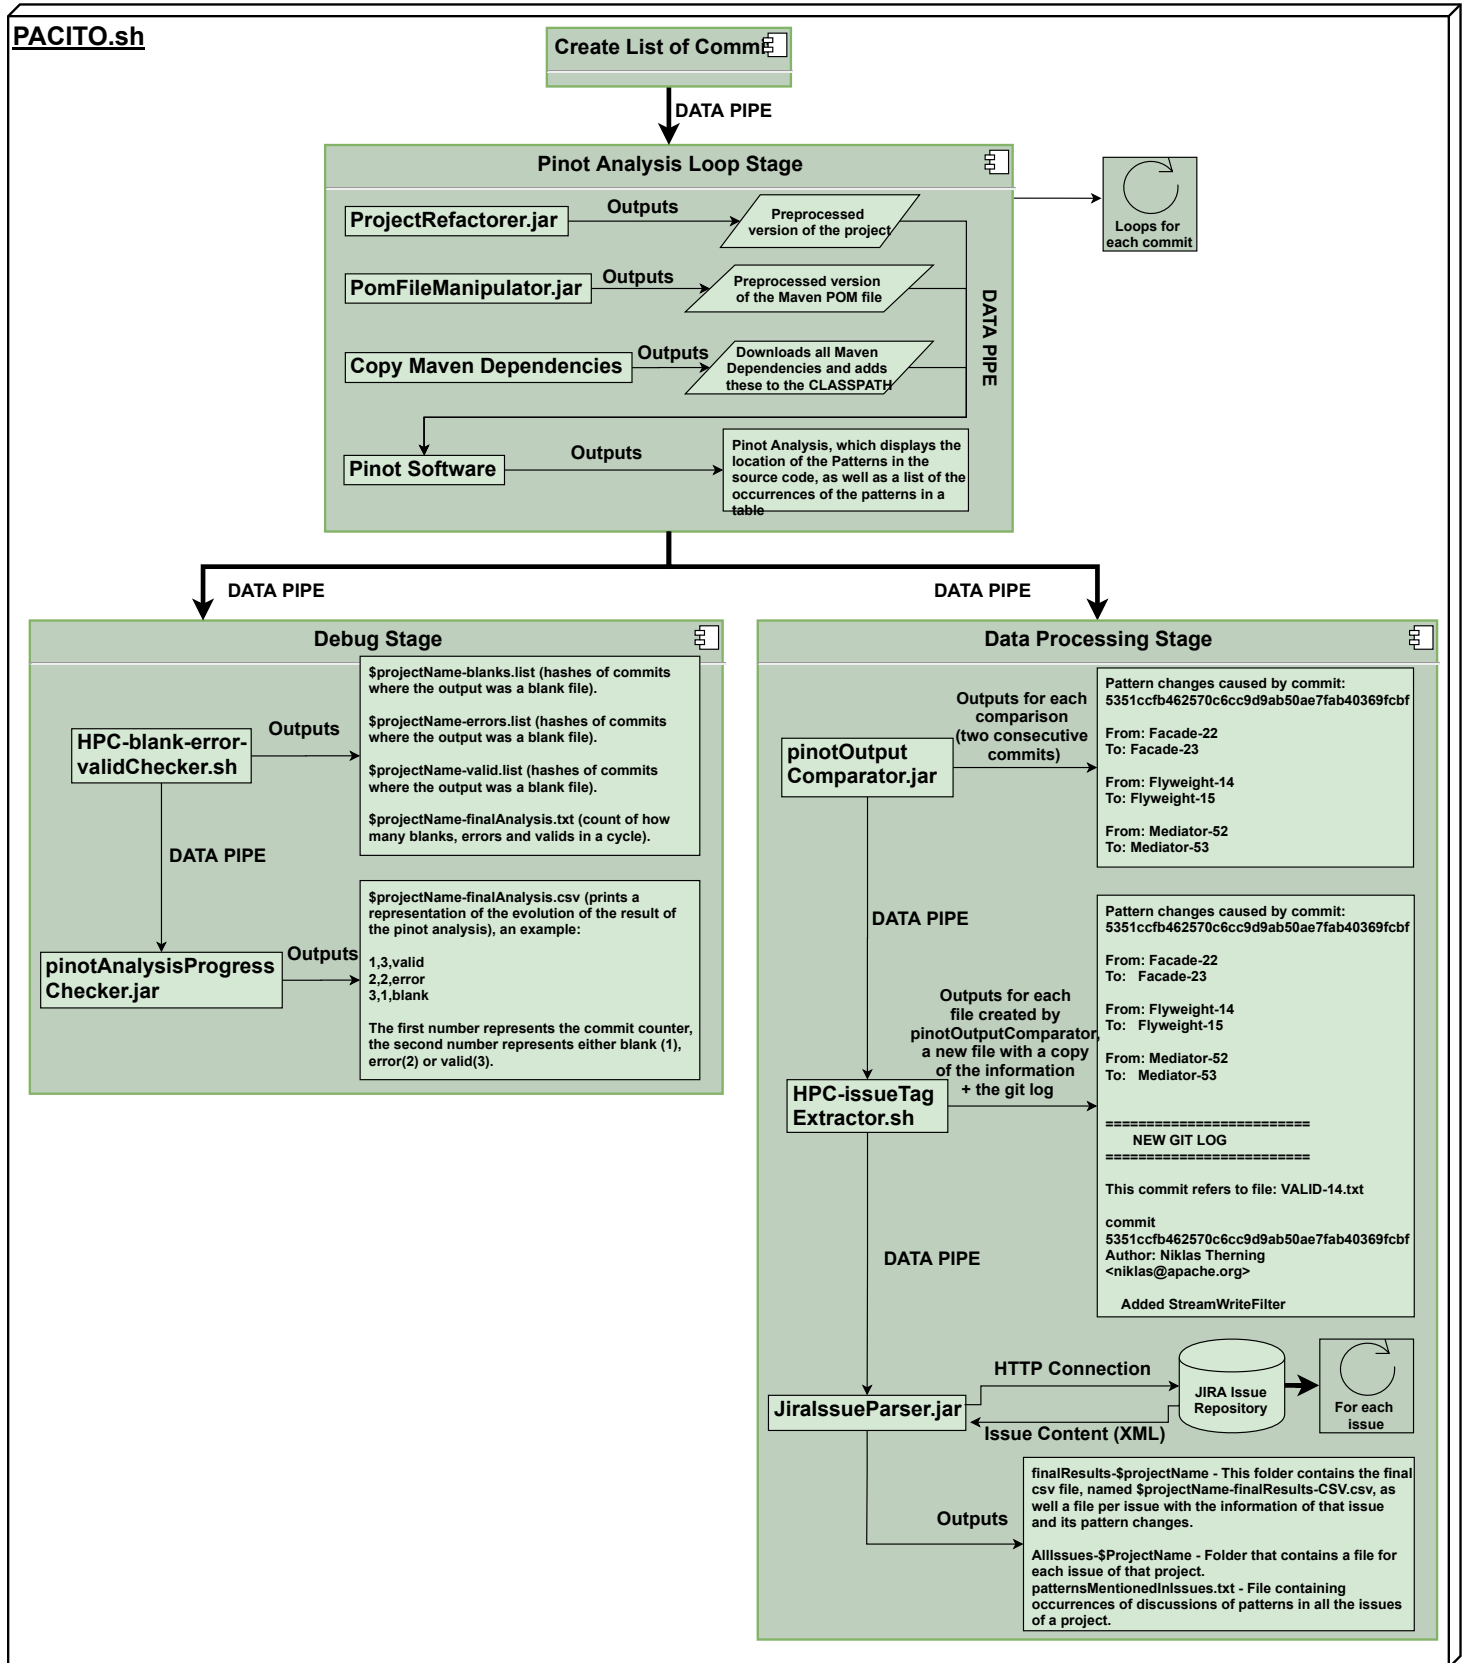 PACITO.sh
Create List of Commi
DATA PIPE
Pinot Analysis Loop Stage
ProjectRefactorer.jar
Outputs
Preprocessed
version of the project
Loops for
each commit
PomFileManipulator.jar
Outputs
Preprocessed version
of the Maven POM file
DATA PIPE
Copy Maven Dependencies
Outputs
Downloads all Maven
Dependencies and adds
these to the CLASSPATH
Pinot Software
Outputs
Pinot Analysis, which displays the
location of the Patterns in the
source code, as well as a list of the
occurrences of the patterns in a
table
DATA PIPE
DATA PIPE
Debug Stage
HPC-blank-error-
validChecker.sh
Outputs
$projectName-blanks.list (hashes of commits
where the output was a blank file).
$projectName-errors.list (hashes of commits
where the output was a blank file).
$projectName-valid.list (hashes of commits
where the output was a blank file).
$projectName-finalAnalysis.txt (count of how
many blanks, errors and valids in a cycle).
DATA PIPE
pinotAnalysisProgress
Checker.jar
Outputs
$projectName-finalAnalysis.csv (prints a
representation of the evolution of the result of
the pinot analysis), an example:
1,3,valid
2,2,error
3,1,blank
The first number represents the commit counter,
the second number represents either blank (1),
error(2) or valid(3).
Data Processing Stage
pinotOutput
Comparator.jar
Outputs for each
comparison
(two consecutive
commits)
Pattern changes caused by commit:
5351ccfb462570c6cc9d9ab50ae7fab40369fcbf
From: Facade-22
To: Facade-23
From: Flyweight-14
To: Flyweight-15
From: Mediator-52
To: Mediator-53
DATA PIPE
HPC-issueTag
Extractor.sh
Outputs for each
file created by
pinotOutputComparator,
a new file with a copy
of the information
+ the git log
Pattern changes caused by commit:
5351ccfb462570c6cc9d9ab50ae7fab40369fcbf
From: Facade-22
To: Facade-23
From: Flyweight-14
To: Flyweight-15
From: Mediator-52
To: Mediator-53
=========================
NEW GIT LOG
=========================
This commit refers to file: VALID-14.txt
commit
5351ccfb462570c6cc9d9ab50ae7fab40369fcbf
Author: Niklas Therning
<niklas@apache.org>
Added StreamWriteFilter
DATA PIPE
JiraIssueParser.jar
HTTP Connection
Issue Content (XML)
JIRA Issue
Repository
For each
issue
Outputs
finalResults-$projectName - This folder contains the final
csv file, named $projectName-finalResults-CSV.csv, as
well a file per issue with the information of that issue
and its pattern changes.
AllIssues-$ProjectName - Folder that contains a file for
each issue of that project.
patternsMentionedInIssues.txt - File containing
occurrences of discussions of patterns in all the issues
of a project.